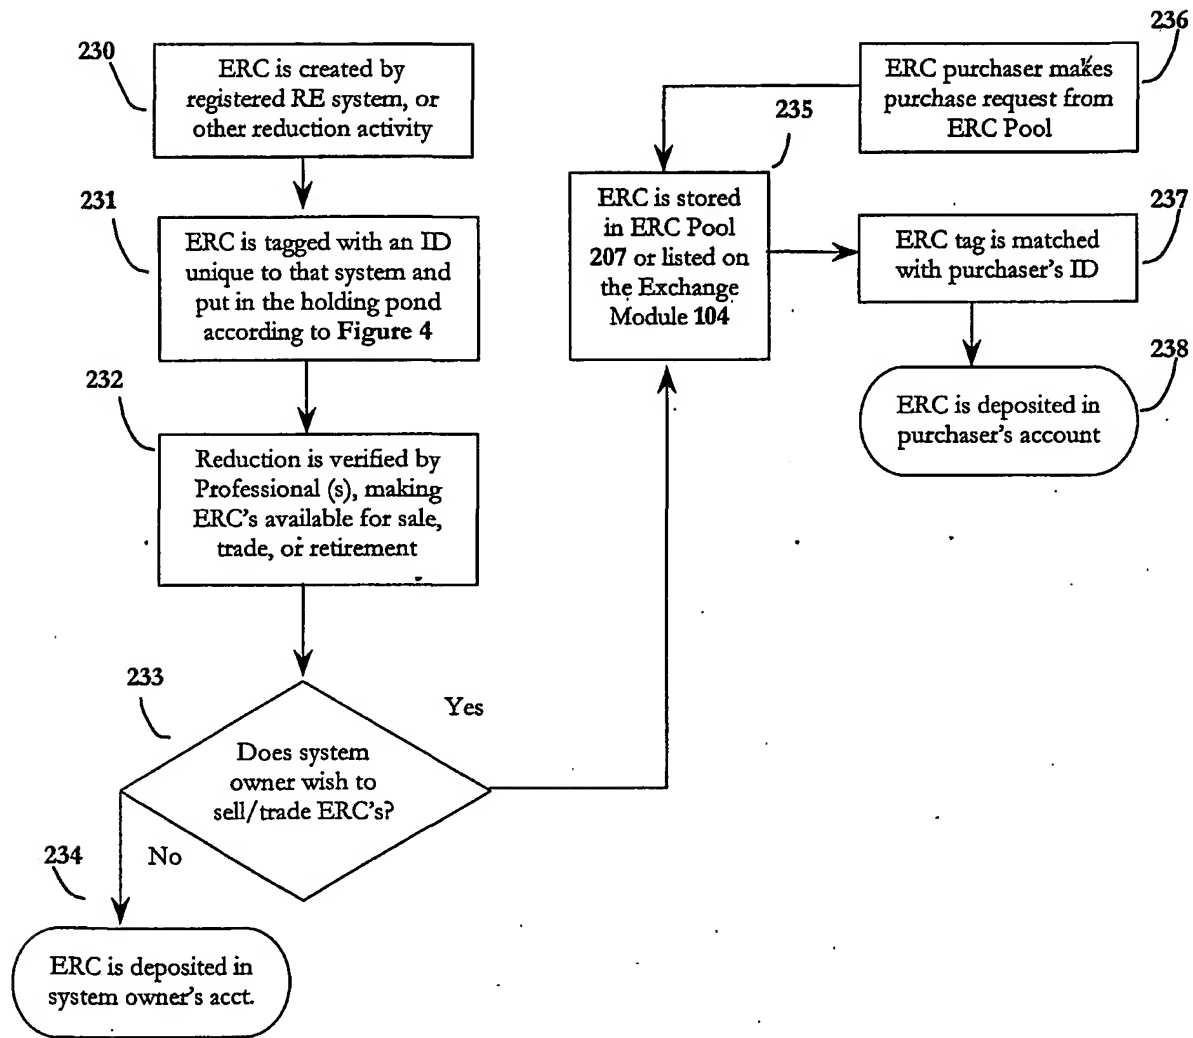 230
ERC is created by
registered RE system, or
other reduction activity
231
ERC is tagged with an ID
unique to that system and
put in the holding pond
according to Figure 4
232
Reduction is verified by
Professional (s), making
ERC's available for sale,
trade, or retirement
233
Does system
owner wish to
sell/trade ERC's?
Yes
No
234
ERC is deposited in
system owner's acct.
235
ERC is stored
in ERC Pool
207 or listed on
the Exchange
Module 104
236
ERC purchaser makes
purchase request from
ERC Pool
237
ERC tag is matched
with purchaser's ID
238
ERC is deposited in
purchaser's account